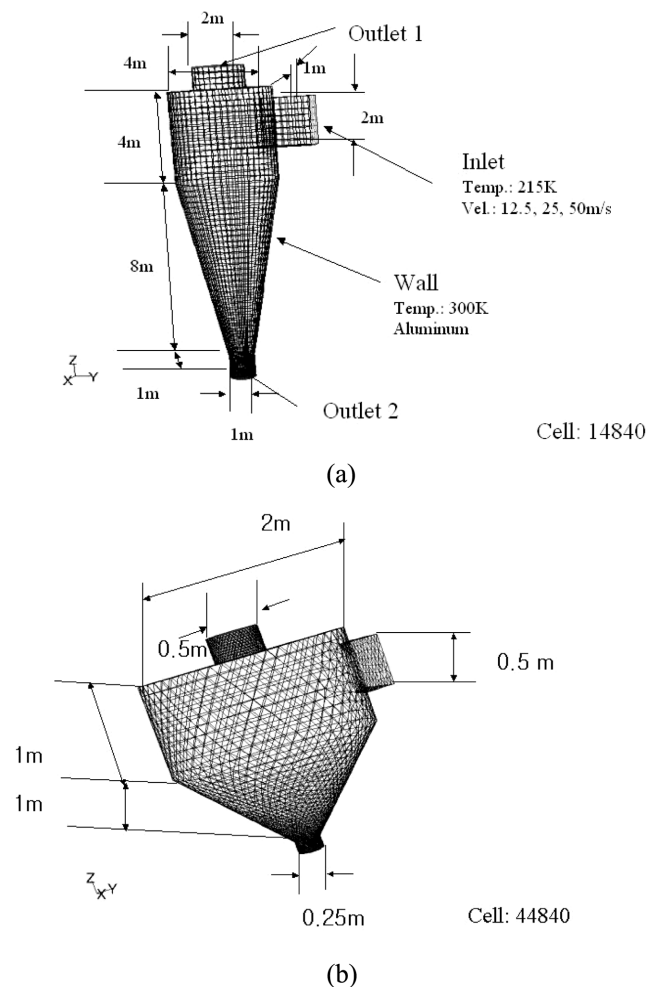 2m
Outlet 1
4m
1m
2m
4m
Inlet
Temp.: 215K
Vel.: 12.5, 25, 50m/s
8m
Wall
Temp.: 300K
Aluminum
Z
X Y
1m
Outlet 2
1m
Cell: 14840
(a)
2m
0.5m
0.5 m
1m
1m
Z
X Y
0.25m
Cell: 44840
(b)